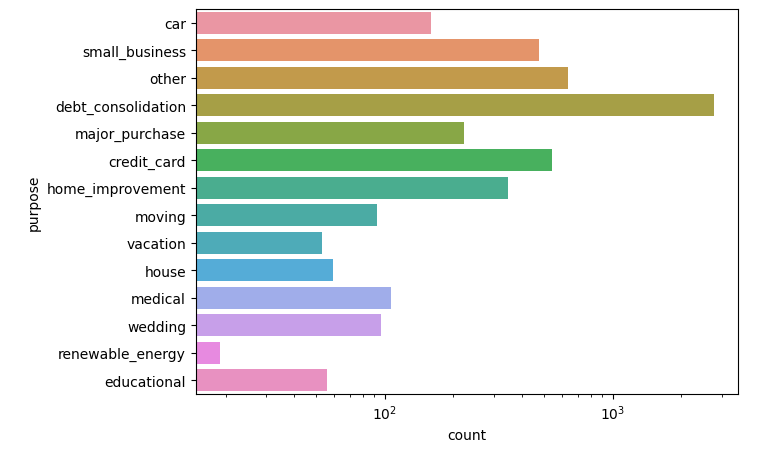 car
small_business
other
debt_consolidation
major_purchase
credit_card
home_improvement
moving
vacation
house
medical
wedding
renewable_energy
educational
purpose
10²
10³
count